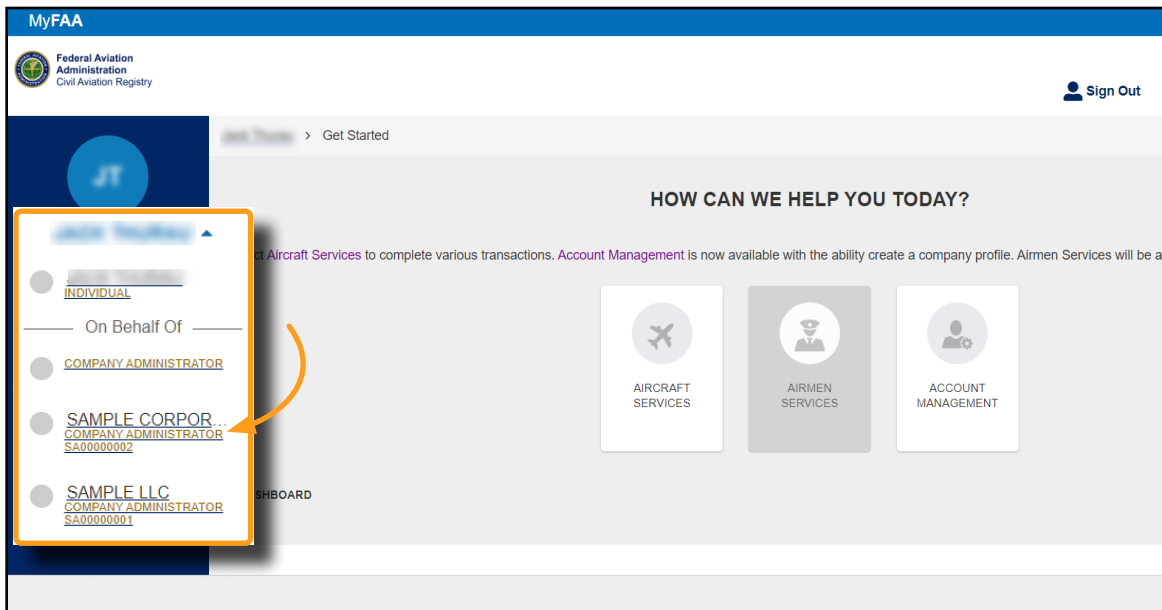 MyFAA
Federal Aviation
Administration
Civil Aviation Registry
Sign Out
> Get Started
HOW CAN WE HELP YOU TODAY?
Aircraft Services to complete various transactions. Account Management is now available with the ability create a company profile. Airmen Services will be a
INDIVIDUAL
On Behalf Of
COMPANY ADMINISTRATOR
SAMPLE CORPOR...
COMPANY ADMINISTRATOR
SA00000002
SAMPLE LLC
COMPANY ADMINISTRATOR
SA00000001
AIRCRAFT
SERVICES
AIRMEN
SERVICES
ACCOUNT
MANAGEMENT
SHBOARD